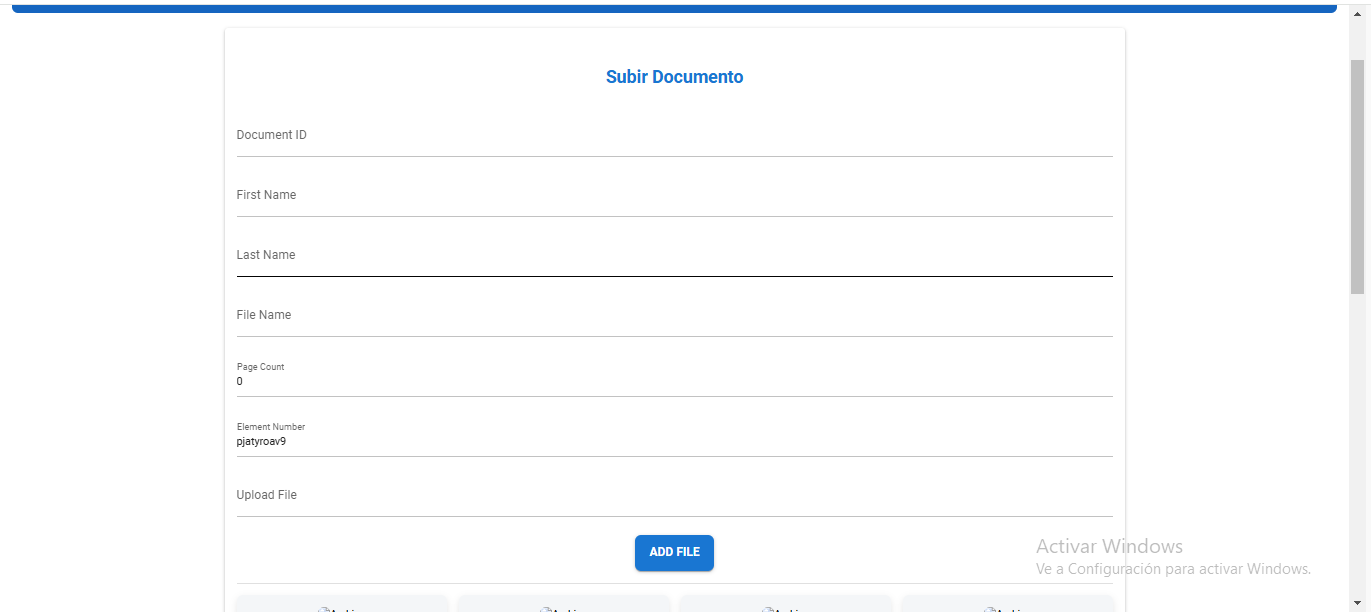 Subir Documento
Document ID
First Name
Last Name
File Name
Page Count
0
Element Number
pjatyroav9
Upload File
ADD FILE
Activar Windows
Ve a Configuración para activar Windows.